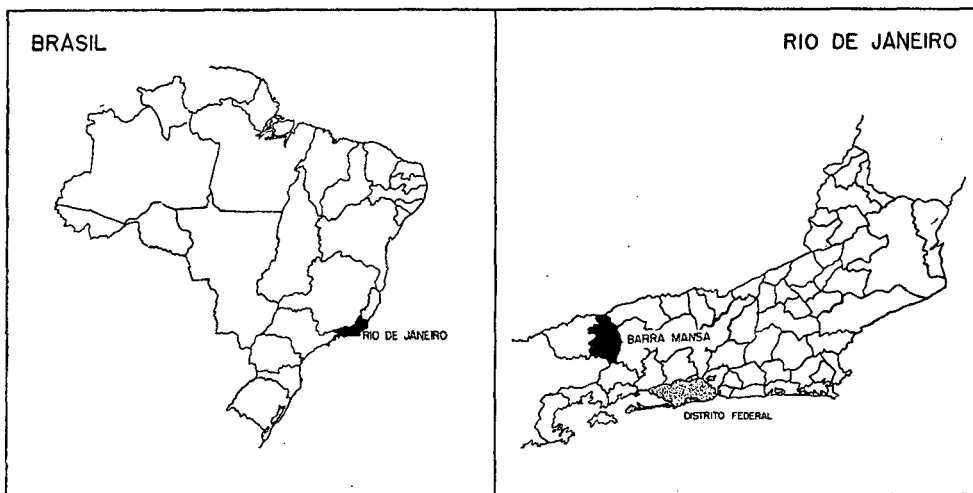 BRASIL
RIO DE JANEIRO
RIO DE JANEIRO
BARRA MANSA
DISTRITO FEDERAL